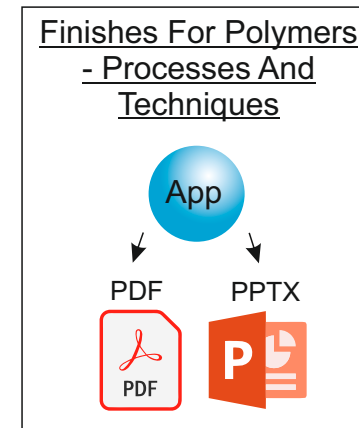 Finishes For Polymers
- Processes And
Techniques
App
PDF PPTX
PDF P